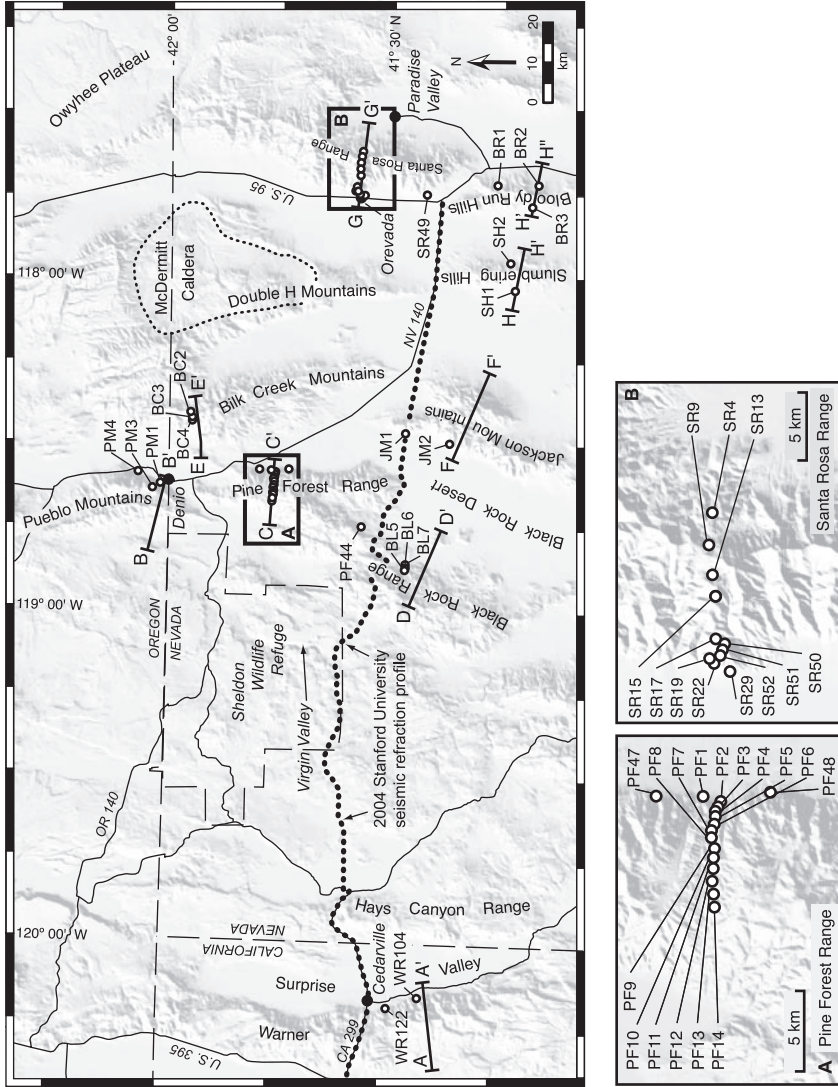 120°00' W
119°00' W
118°00' W
42°00'
41°30' N
N
0 10 20
km
U.S. 395
OR 140
OREGON
NEVADA
CALIFORNIA
NEVADA
Warner
Surprise
Valley
Cedarville
CA 299
WR122
WR104
A
A'
Hays Canyon Range
Sheldon
Wildlife
Refuge
Virgin Valley
2004 Stanford University
seismic refraction profile
Pueblo Mountains
PM4
PM3
PM1
B
B'
Denio
BC4
BC3
BC2
E
E'
Bilk Creek Mountains
Pine Forest Range
C
C'
A
PF44
BL5
BL6
BL7
D
D'
Black Rock Range
Black Rock Desert
JM1
JM2
F
F'
Jackson Mountains
NV 140
McDermitt
Caldera
Double H Mountains
Owyhee Plateau
U.S. 95
G
G'
B
Santa Rosa
Range
Orevada
Paradise
Valley
SR49
SH1
SH2
H
H'
Slumbering Hills
BR1
BR2
BR3
H'
H"
Bloody Run Hills
PF9
PF10
PF11
PF12
PF13
PF14
PF47
PF8
PF7
PF1
PF2
PF3
PF4
PF5
PF6
PF48
5 km
A Pine Forest Range
B
SR15
SR17
SR19
SR22
SR29
SR52
SR51
SR50
SR9
SR4
SR13
5 km
Santa Rosa Range